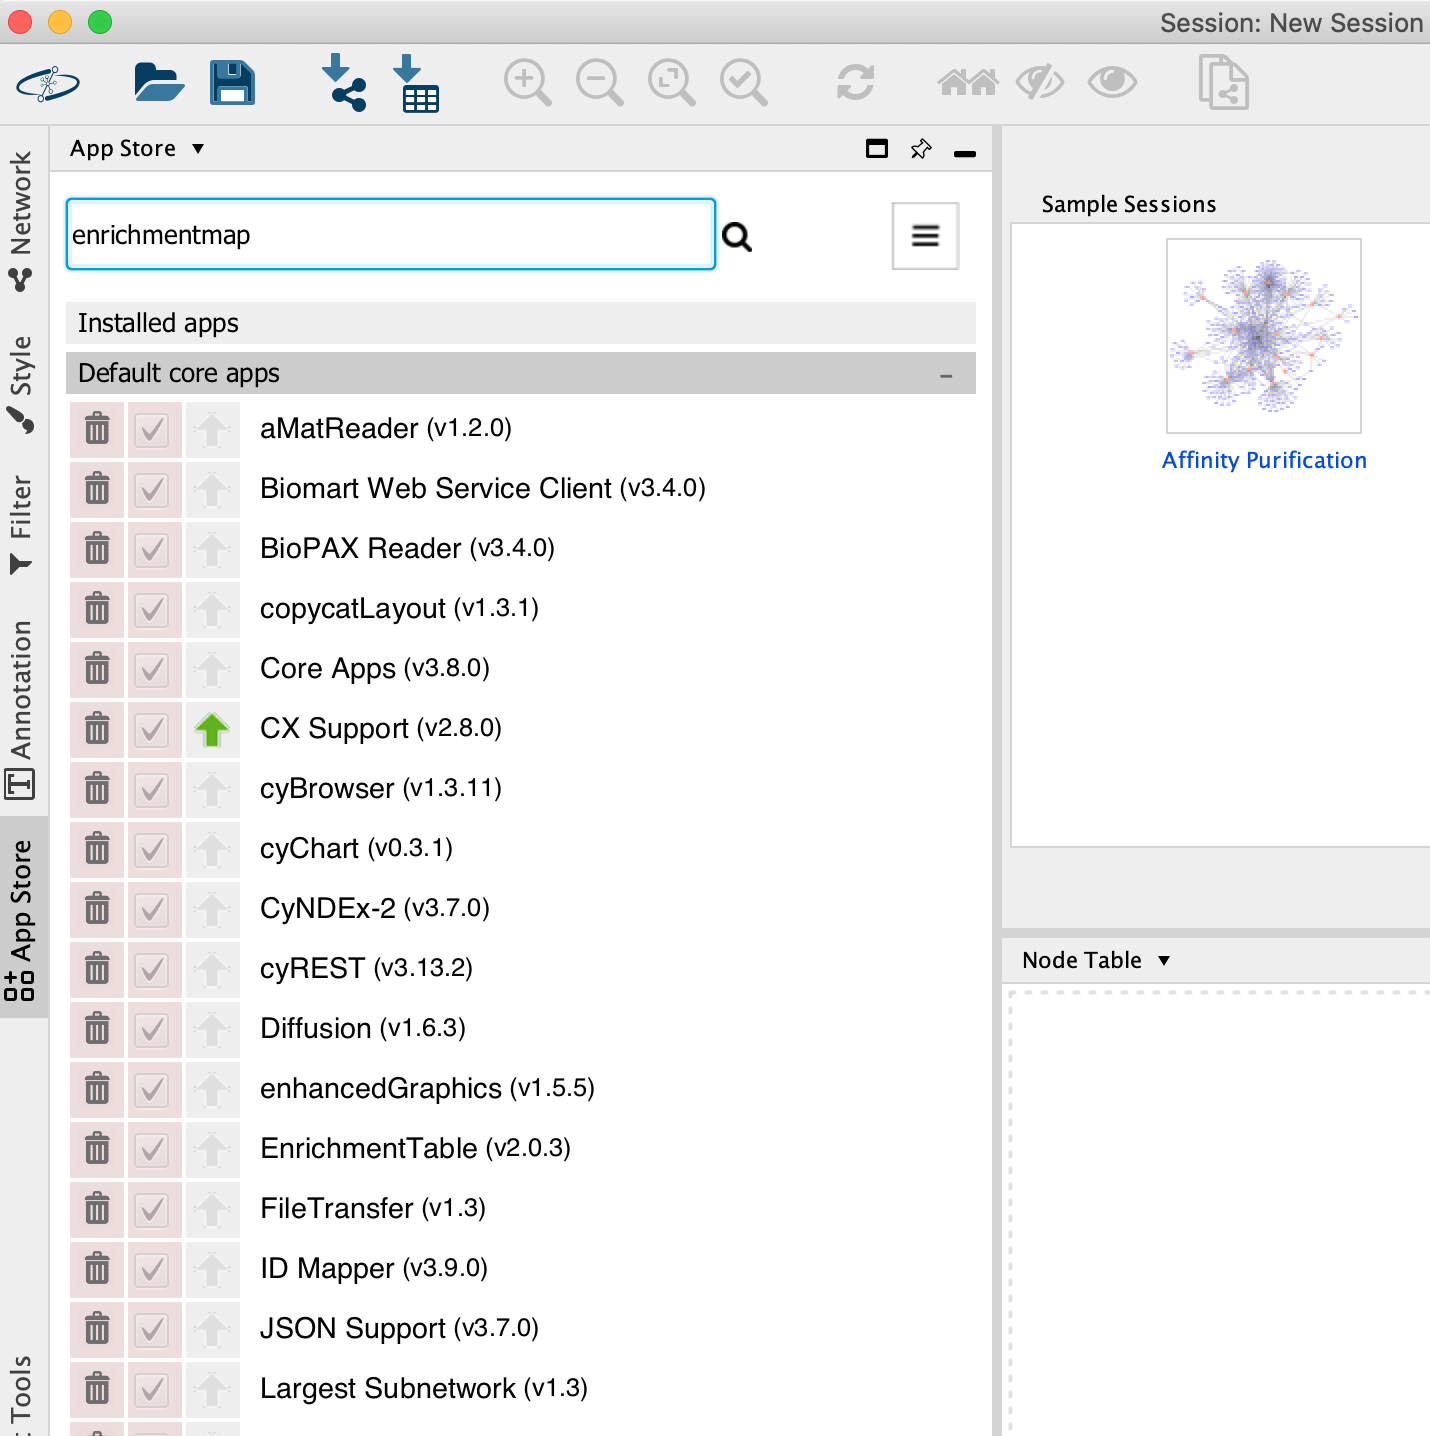 Session: New Session
App Store
Network
Style
Filter
Annotation
App Store
Tools
enrichmentmap
Installed apps
Default core apps
aMatReader (v1.2.0)
Biomart Web Service Client (v3.4.0)
BioPAX Reader (v3.4.0)
copycatLayout (v1.3.1)
Core Apps (v3.8.0)
CX Support (v2.8.0)
cyBrowser (v1.3.11)
cyChart (v0.3.1)
CyNDEx-2 (v3.7.0)
cyREST (v3.13.2)
Diffusion (v1.6.3)
enhancedGraphics (v1.5.5)
EnrichmentTable (v2.0.3)
FileTransfer (v1.3)
ID Mapper (v3.9.0)
JSON Support (v3.7.0)
Largest Subnetwork (v1.3)
Sample Sessions
Affinity Purification
Node Table